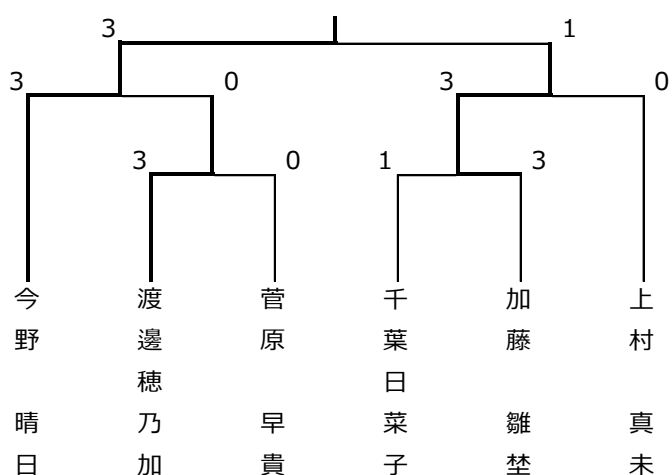 3 1
3 0 3 0
3 0 1 3
今野 晴日
渡邊穂乃加
菅原 早貴
千葉日菜子
加藤 雛埜
上村 真未